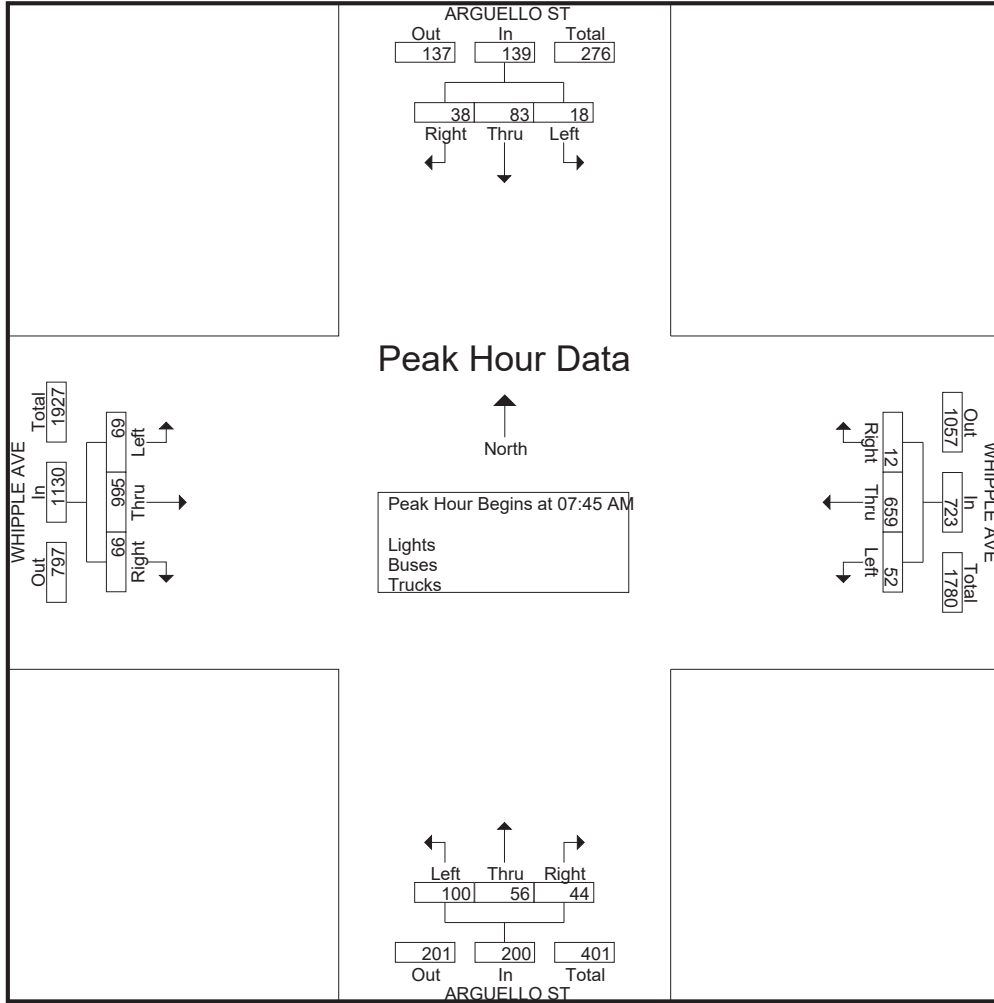 ARGUELLO ST
Out In Total
137 139 276
38 83 18
Right Thru Left
Peak Hour Data
North
Peak Hour Begins at 07:45 AM
Lights
Buses
Trucks
WHIPPLE AVE
Out In Total
797 1130 1927
66 995 69
Right Thru Left
WHIPPLE AVE
Out In Total
1057 723 1780
12 659 52
Right Thru Left
Left Thru Right
100 56 44
201 200 401
Out In Total
ARGUELLO ST